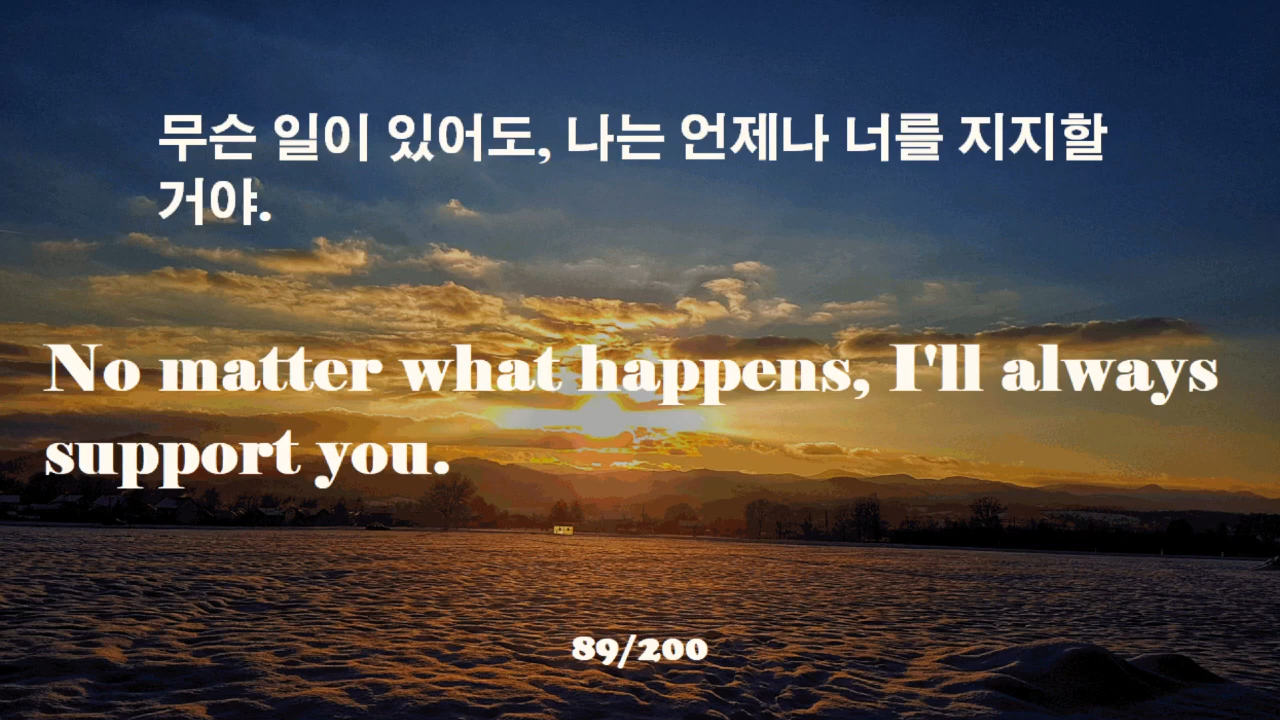 무슨 일이 있어도, 나는 언제나 너를 지지할
거야.
No matter what happens, I'll always
support you.
89/200